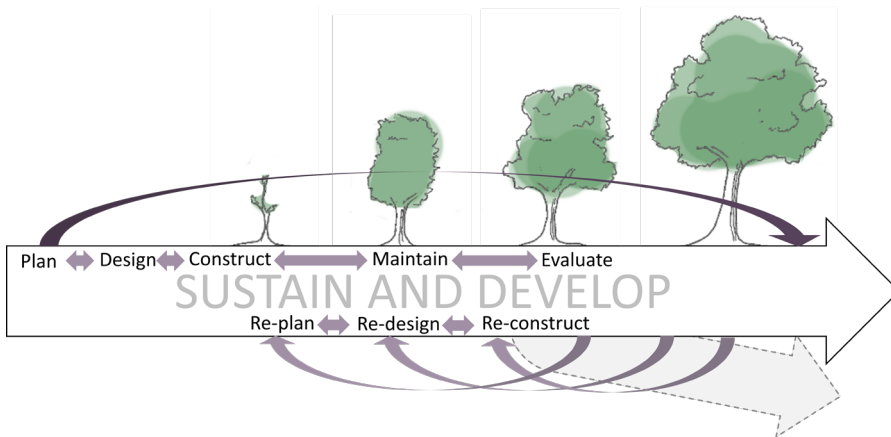 Plan Design Construct Maintain Evaluate
SUSTAIN AND DEVELOP
Re-plan Re-design Re-construct